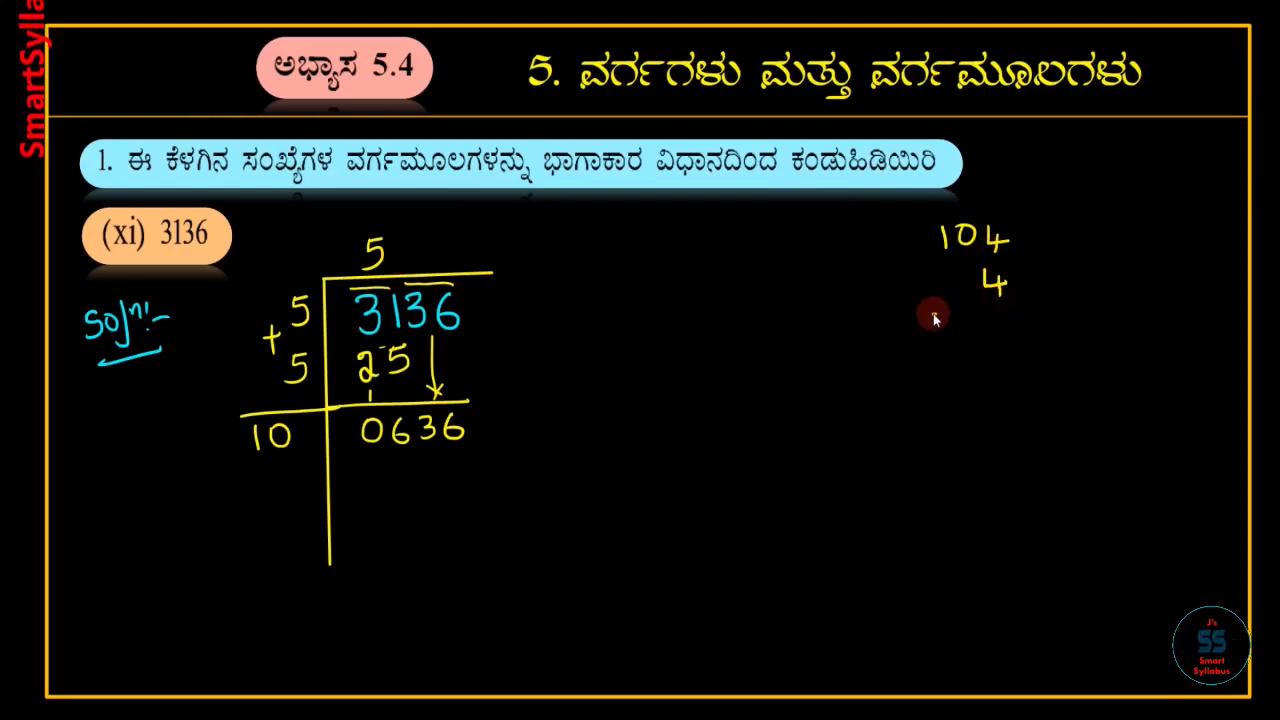 SmartSylla
ಅಭ್ಯಾಸ 5.4
5. ವರ್ಗಗಳು ಮತ್ತು ವರ್ಗಮೂಲಗಳು
1. ಈ ಕೆಳಗಿನ ಸಂಖ್ಯೆಗಳ ವರ್ಗಮೂಲಗಳನ್ನು ಭಾಗಾಕಾರ ವಿಧಾನದಿಂದ ಕಂಡುಹಿಡಿಯಿರಿ
(xi) 3136
Soln:-
5
5 3136
+
5 25
10 0636
104
4
J's
SS
Smart
Syllabus